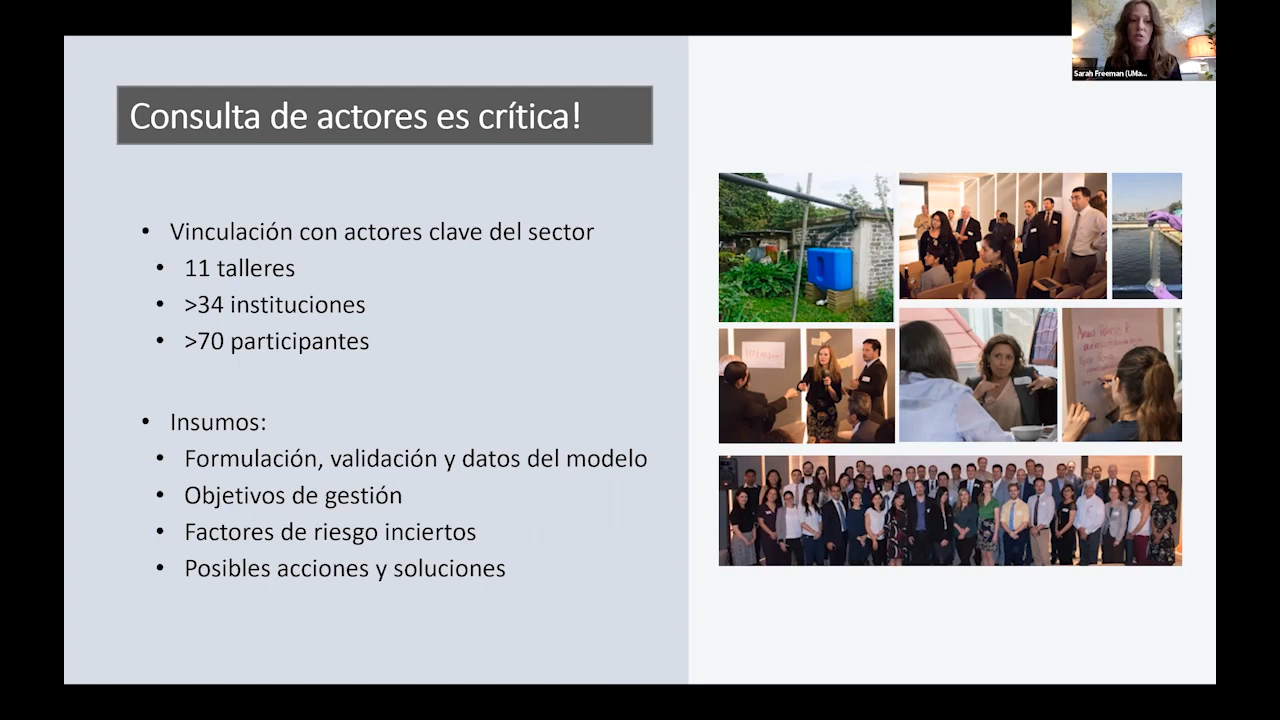 Consulta de actores es crítica!
• Vinculación con actores clave del sector
• 11 talleres
• >34 instituciones
• >70 participantes
• Insumos:
• Formulación, validación y datos del modelo
• Objetivos de gestión
• Factores de riesgo inciertos
• Posibles acciones y soluciones
Sarah Freeman (UMa...